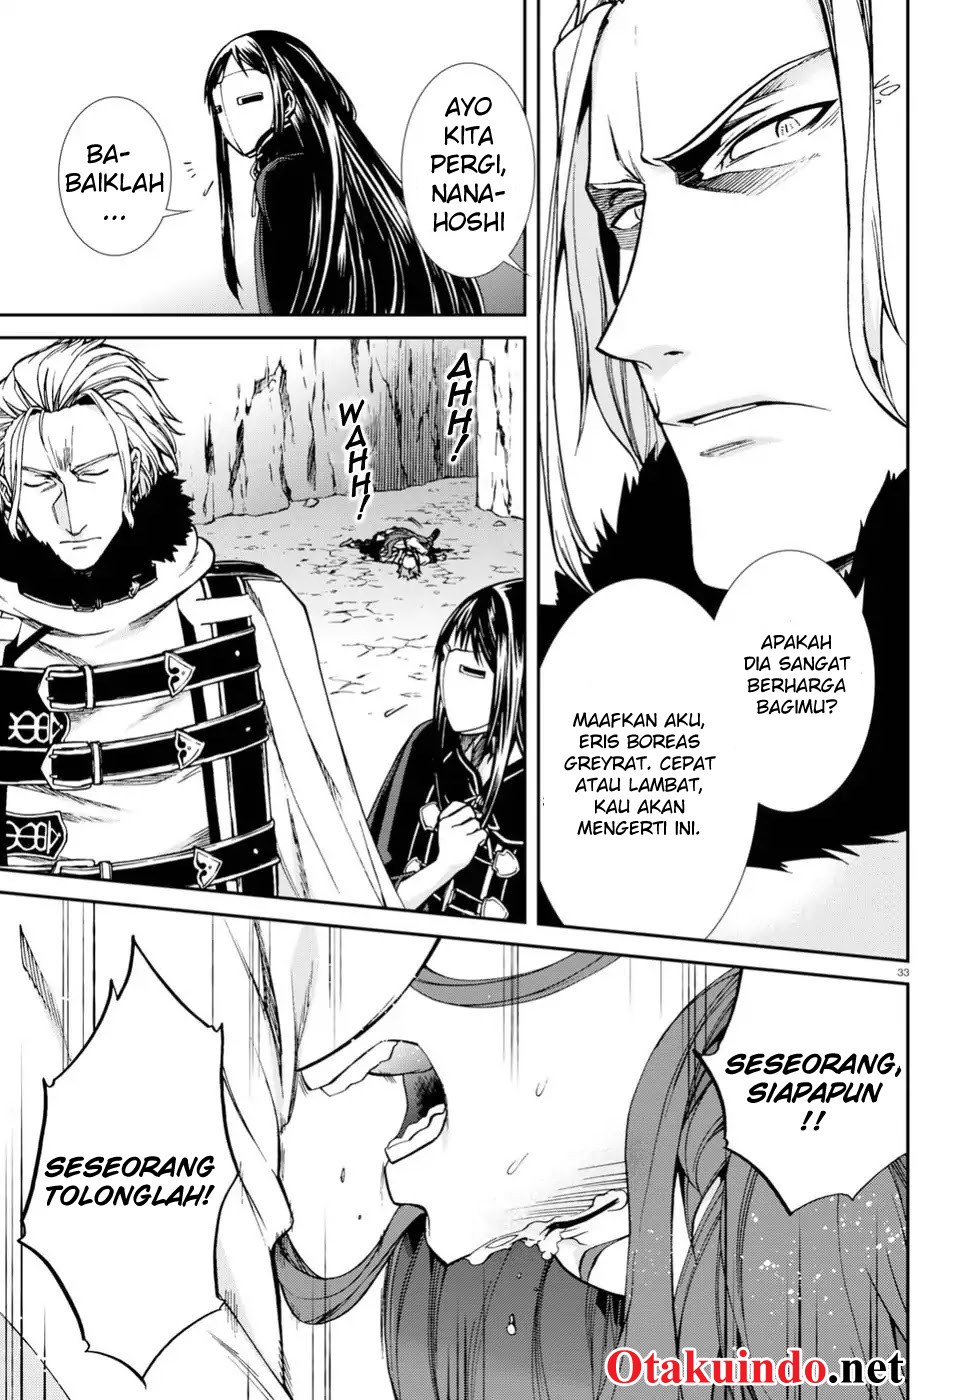 APAKAH
DIA SANGAT
BERHARGA
BAGIMU?
MAAFKAN AKU,
ERIS BOREAS
GREYRAT. CEPAT
ATAU LAMBAT,
KAU AKAN
MENGERTI INI.
AYO
KITA
PERGI,
NANA-
HOSHI
BA-
BAIKLAH
...
AHH!
WAHH!
33
SESEORANG,
SIAPAPUN
!!
SESEORANG
TOLONGLAH!
Otakuindo.net